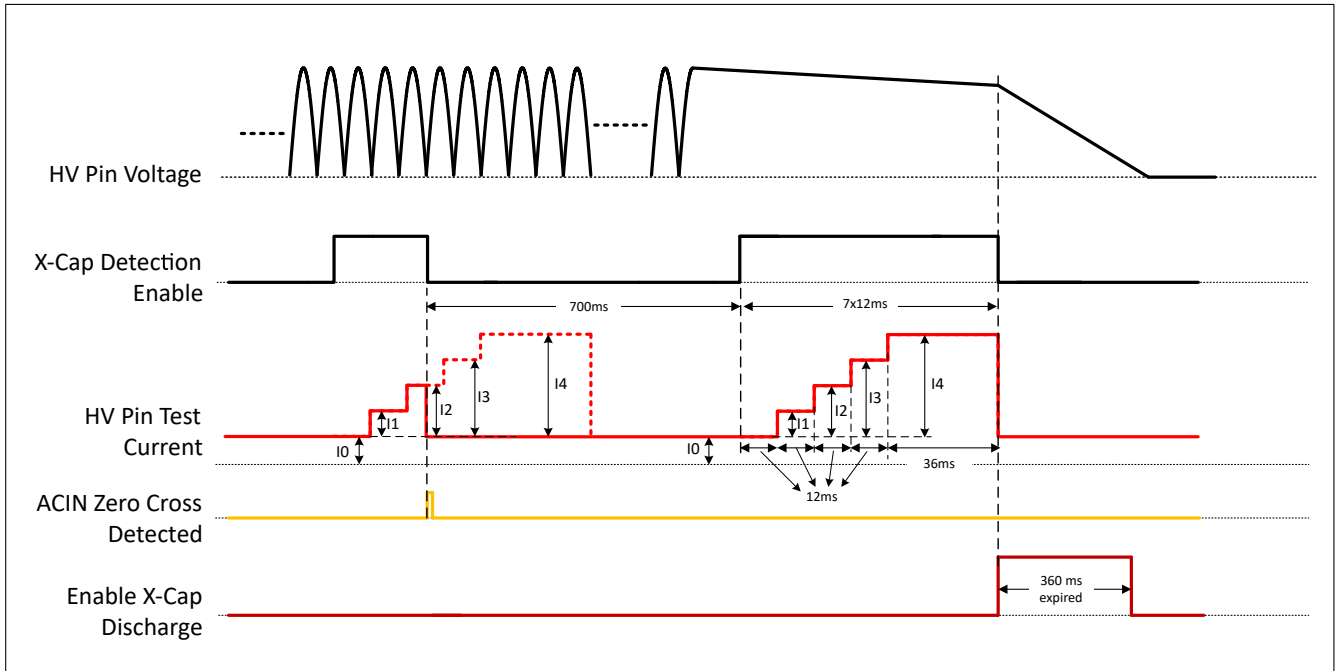 HV Pin Voltage
X-Cap Detection
Enable
700ms
7x12ms
HV Pin Test
Current
I0
I1
I2
I3
I4
I0
I1
I2
I3
I4
12ms
36ms
ACIN Zero Cross
Detected
Enable X-Cap
Discharge
360 ms
expired